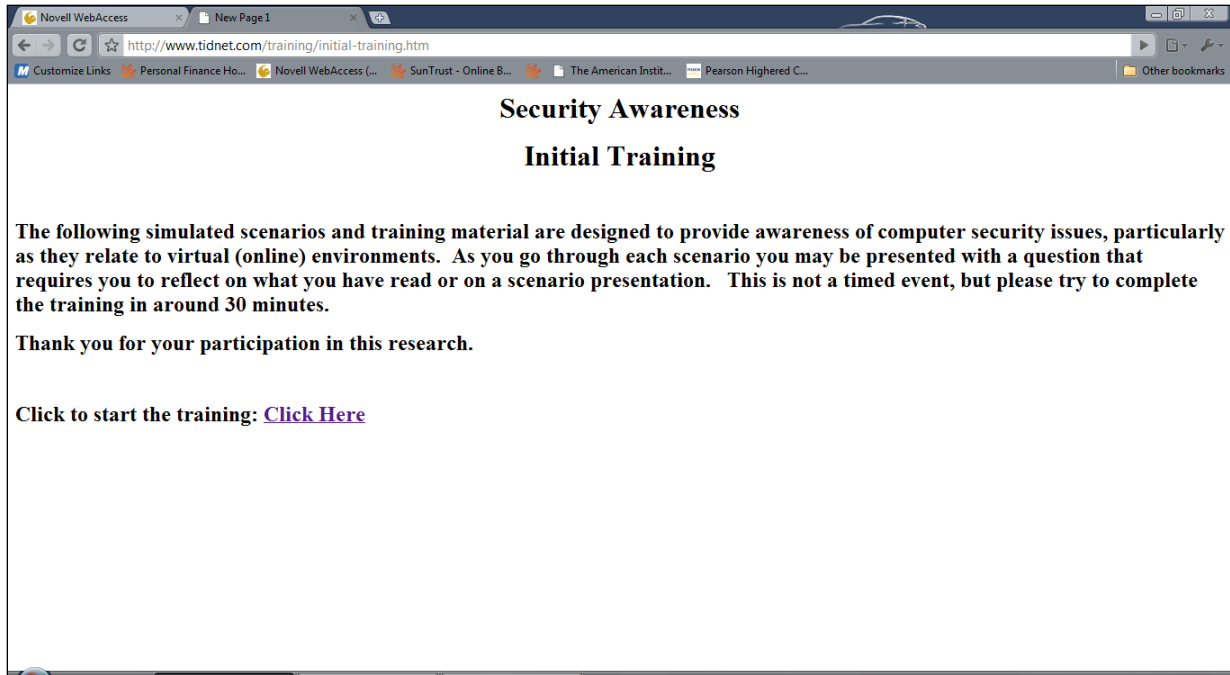 Novell WebAccess
New Page 1
http://www.tidnet.com/training/initial-training.htm
Customize Links
Personal Finance Ho...
Novell WebAccess (...
SunTrust - Online B...
The American Instit...
Pearson Highered C...
Other bookmarks
Security Awareness
Initial Training
The following simulated scenarios and training material are designed to provide awareness of computer security issues, particularly
as they relate to virtual (online) environments.  As you go through each scenario you may be presented with a question that
requires you to reflect on what you have read or on a scenario presentation.   This is not a timed event, but please try to complete
the training in around 30 minutes.
Thank you for your participation in this research.
Click to start the training: Click Here